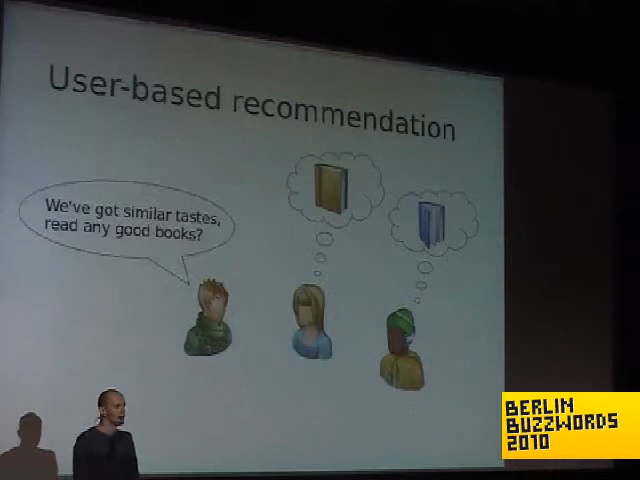 User-based recommendation
We've got similar tastes,
read any good books?
BERLIN
BUZZWORDS
2010